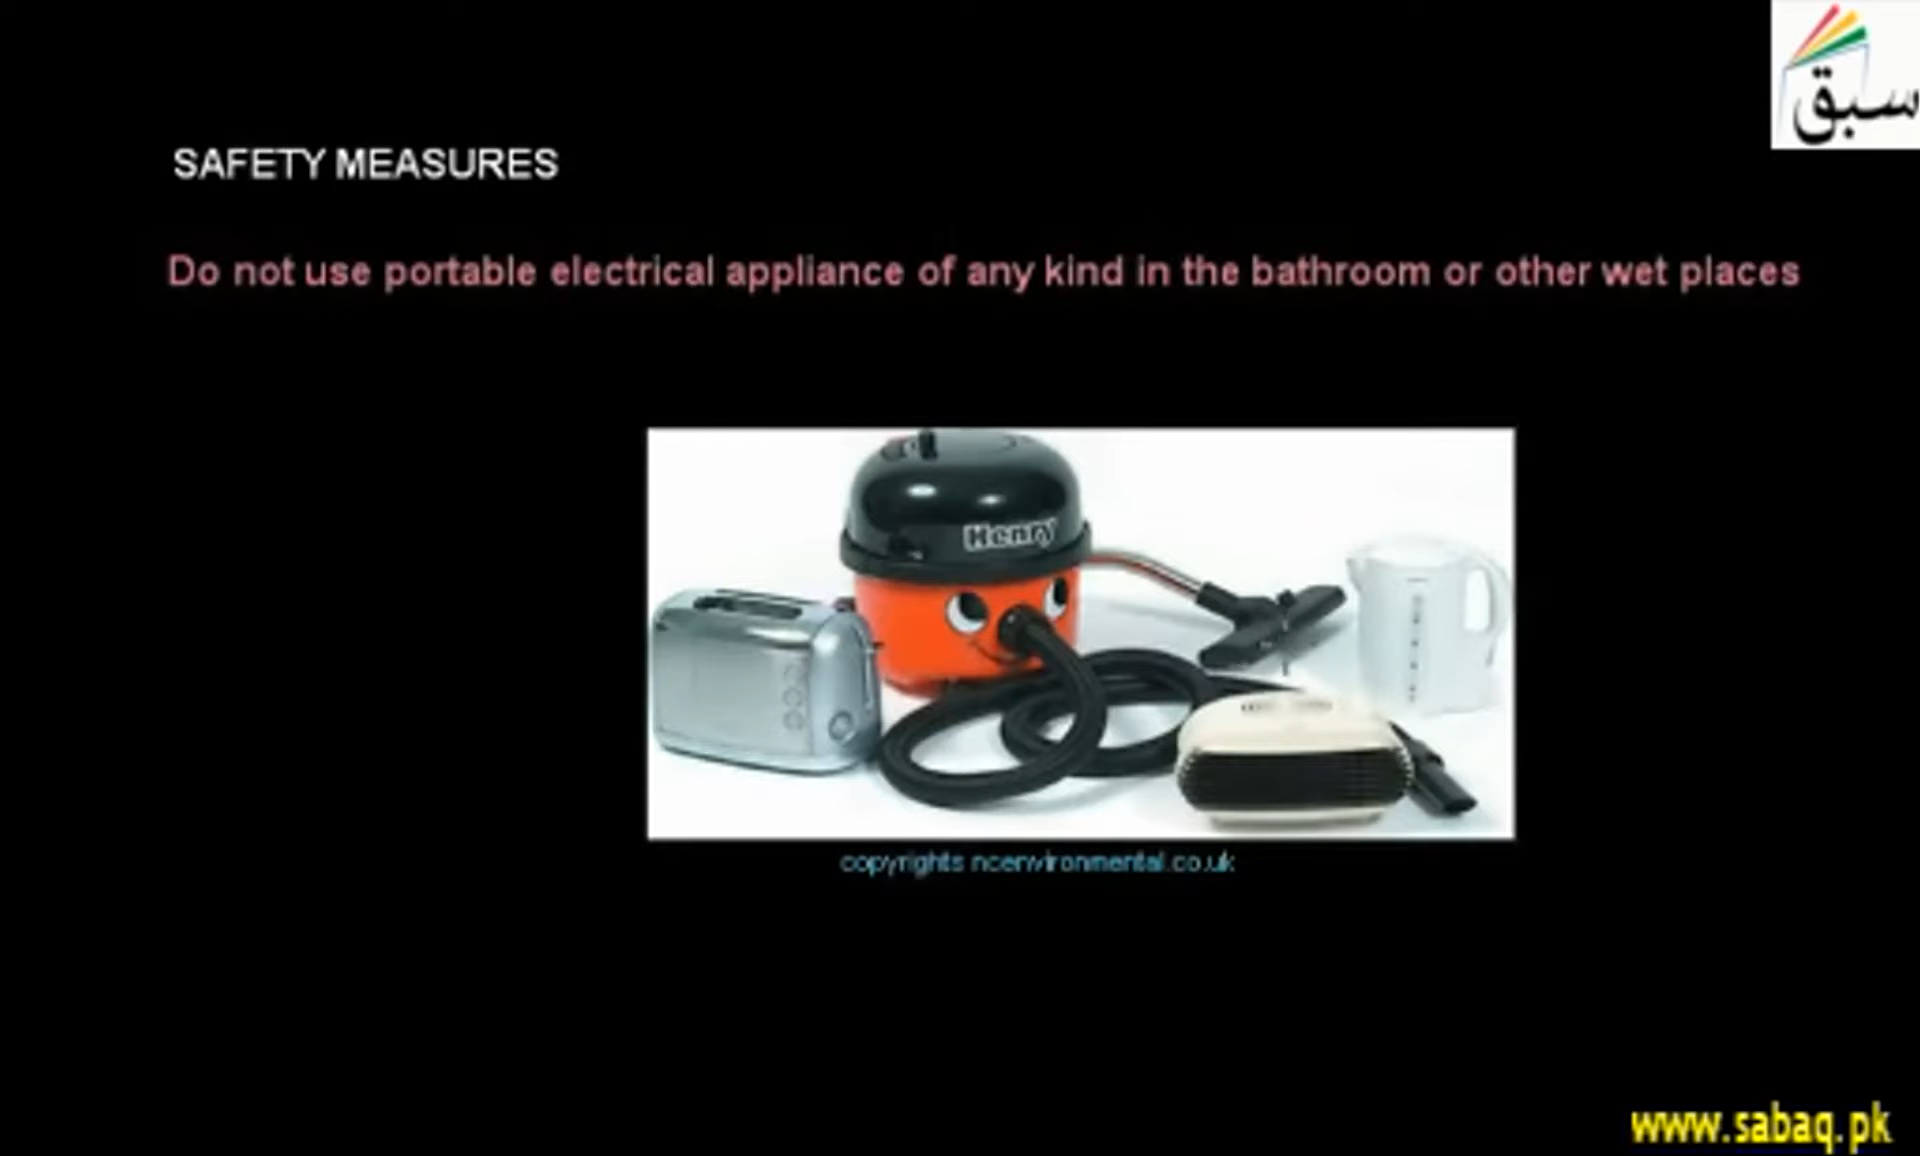 سبق
SAFETY MEASURES
Do not use portable electrical appliance of any kind in the bathroom or other wet places
Henry
copyrights ncenvironmental.co.uk
www.sabaq.pk